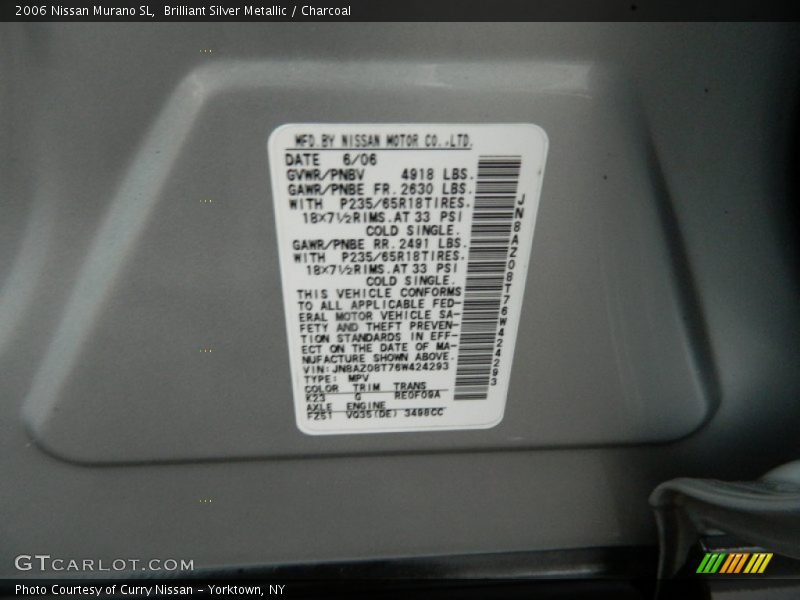 2006 Nissan Murano SL,  Brilliant Silver Metallic / Charcoal
MFD.BY NISSAN MOTOR CO.,LTD.
DATE 6/06
GVWR/PNBV 4918 LBS.
GAWR/PNBE FR.2630 LBS.
WITH P235/65R18TIRES.
18×7½RIMS.AT 33 PSI
COLD SINGLE.
GAWR/PNBE RR.2491 LBS.
WITH P235/65R18TIRES.
18×7½RIMS.AT 33 PSI
COLD SINGLE.
THIS VEHICLE CONFORMS
TO ALL APPLICABLE FED-
ERAL MOTOR VEHICLE SA-
FETY AND THEFT PREVEN-
TION STANDARDS IN EFF-
ECT ON THE DATE OF MA-
NUFACTURE SHOWN ABOVE.
VIN:JN8AZ08T76W424293
TYPE: MPV
COLOR TRIM TRANS
K23 G RE0F09A
AXLE ENGINE
FZ51 VQ35(DE) 3498CC
JN8AZ08T76W424293
GTCARLOT.COM
Photo Courtesy of Curry Nissan - Yorktown, NY